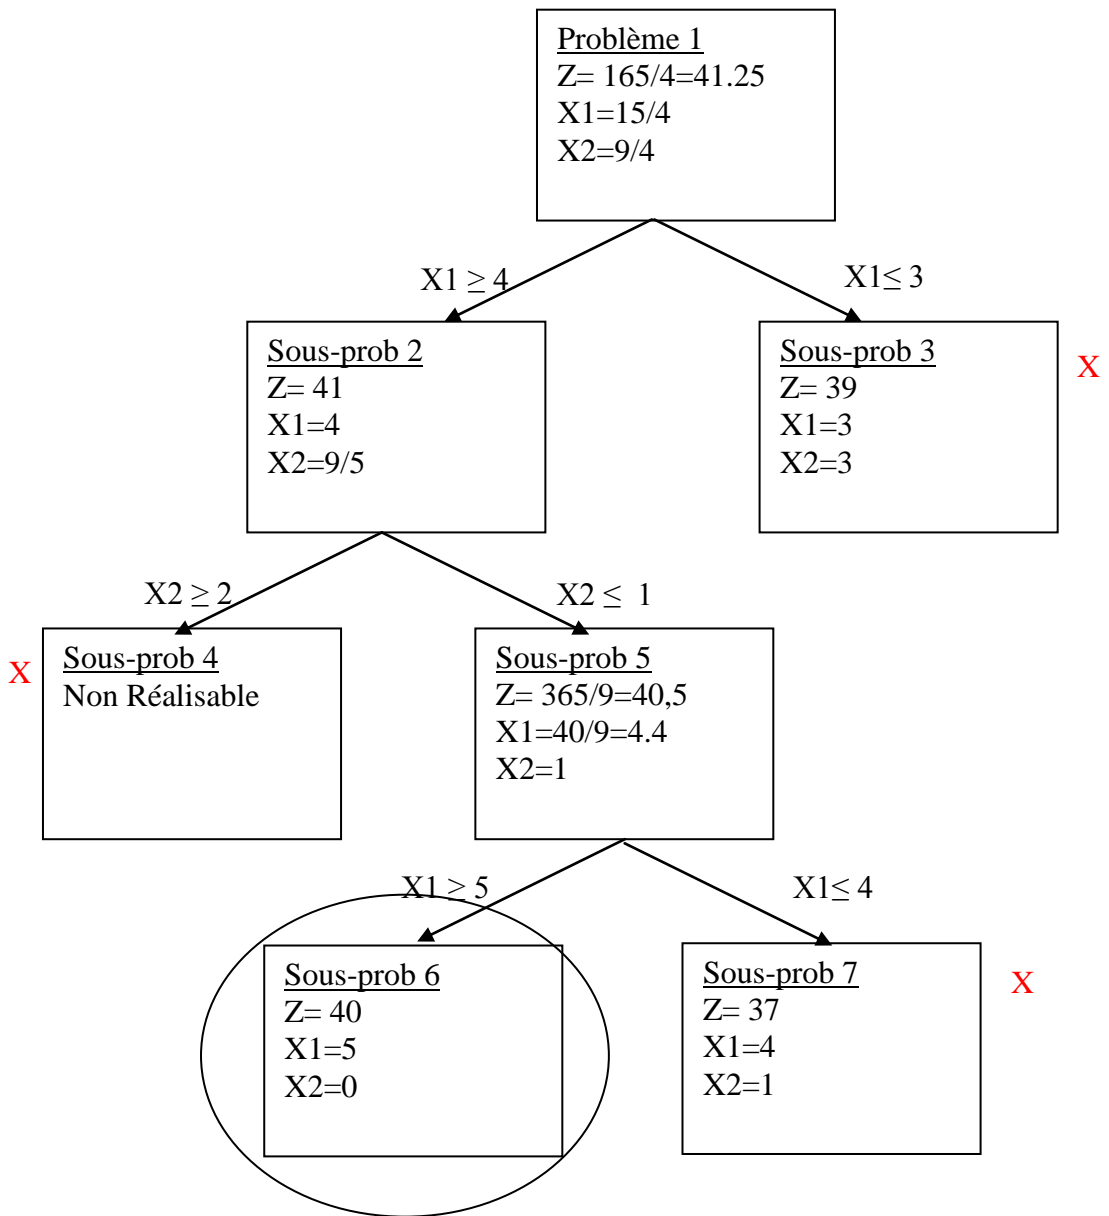 Problème 1
Z= 165/4=41.25
X1=15/4
X2=9/4
X1 ≥ 4
X1≤ 3
Sous-prob 2
Z= 41
X1=4
X2=9/5
Sous-prob 3
Z= 39
X1=3
X2=3
X
X2 ≥ 2
X2 ≤ 1
X
Sous-prob 4
Non Réalisable
Sous-prob 5
Z= 365/9=40,5
X1=40/9=4.4
X2=1
X1 ≥ 5
X1≤ 4
Sous-prob 6
Z= 40
X1=5
X2=0
Sous-prob 7
Z= 37
X1=4
X2=1
X